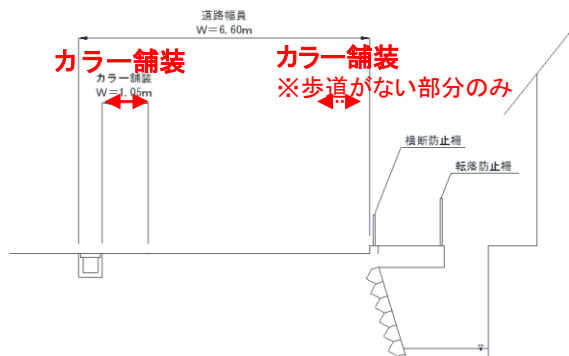 道路幅員
W=6.60m
カラー舗装
カラー舗装
W=1.05m
カラー舗装
※歩道がない部分のみ
横断防止柵
転落防止柵